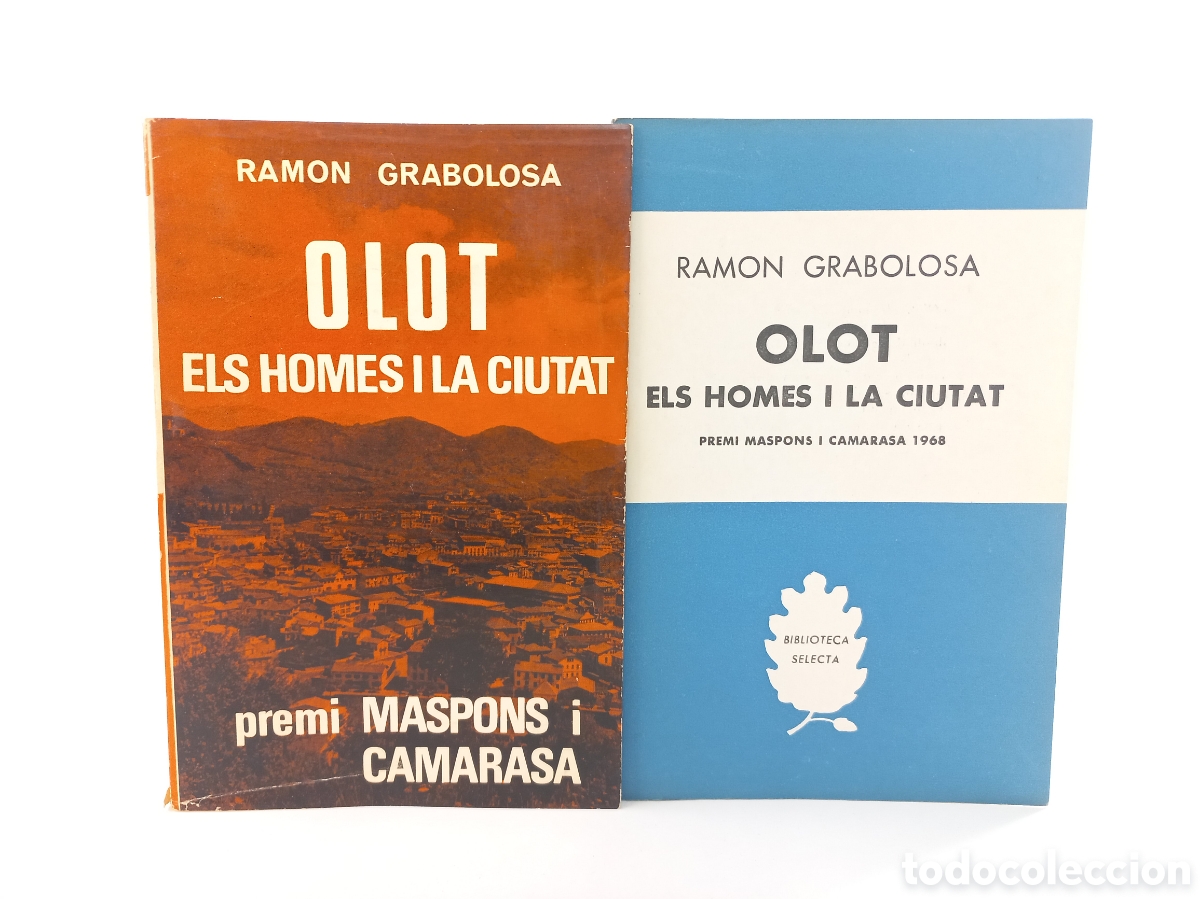 RAMON GRABOLOSA
OLOT
ELS HOMES I LA CIUTAT
premi MASPONS i
CAMARASA
RAMON GRABOLOSA
OLOT
ELS HOMES I LA CIUTAT
PREMI MASPONS I CAMARASA 1968
BIBLIOTECA
SELECTA
todocoleccion